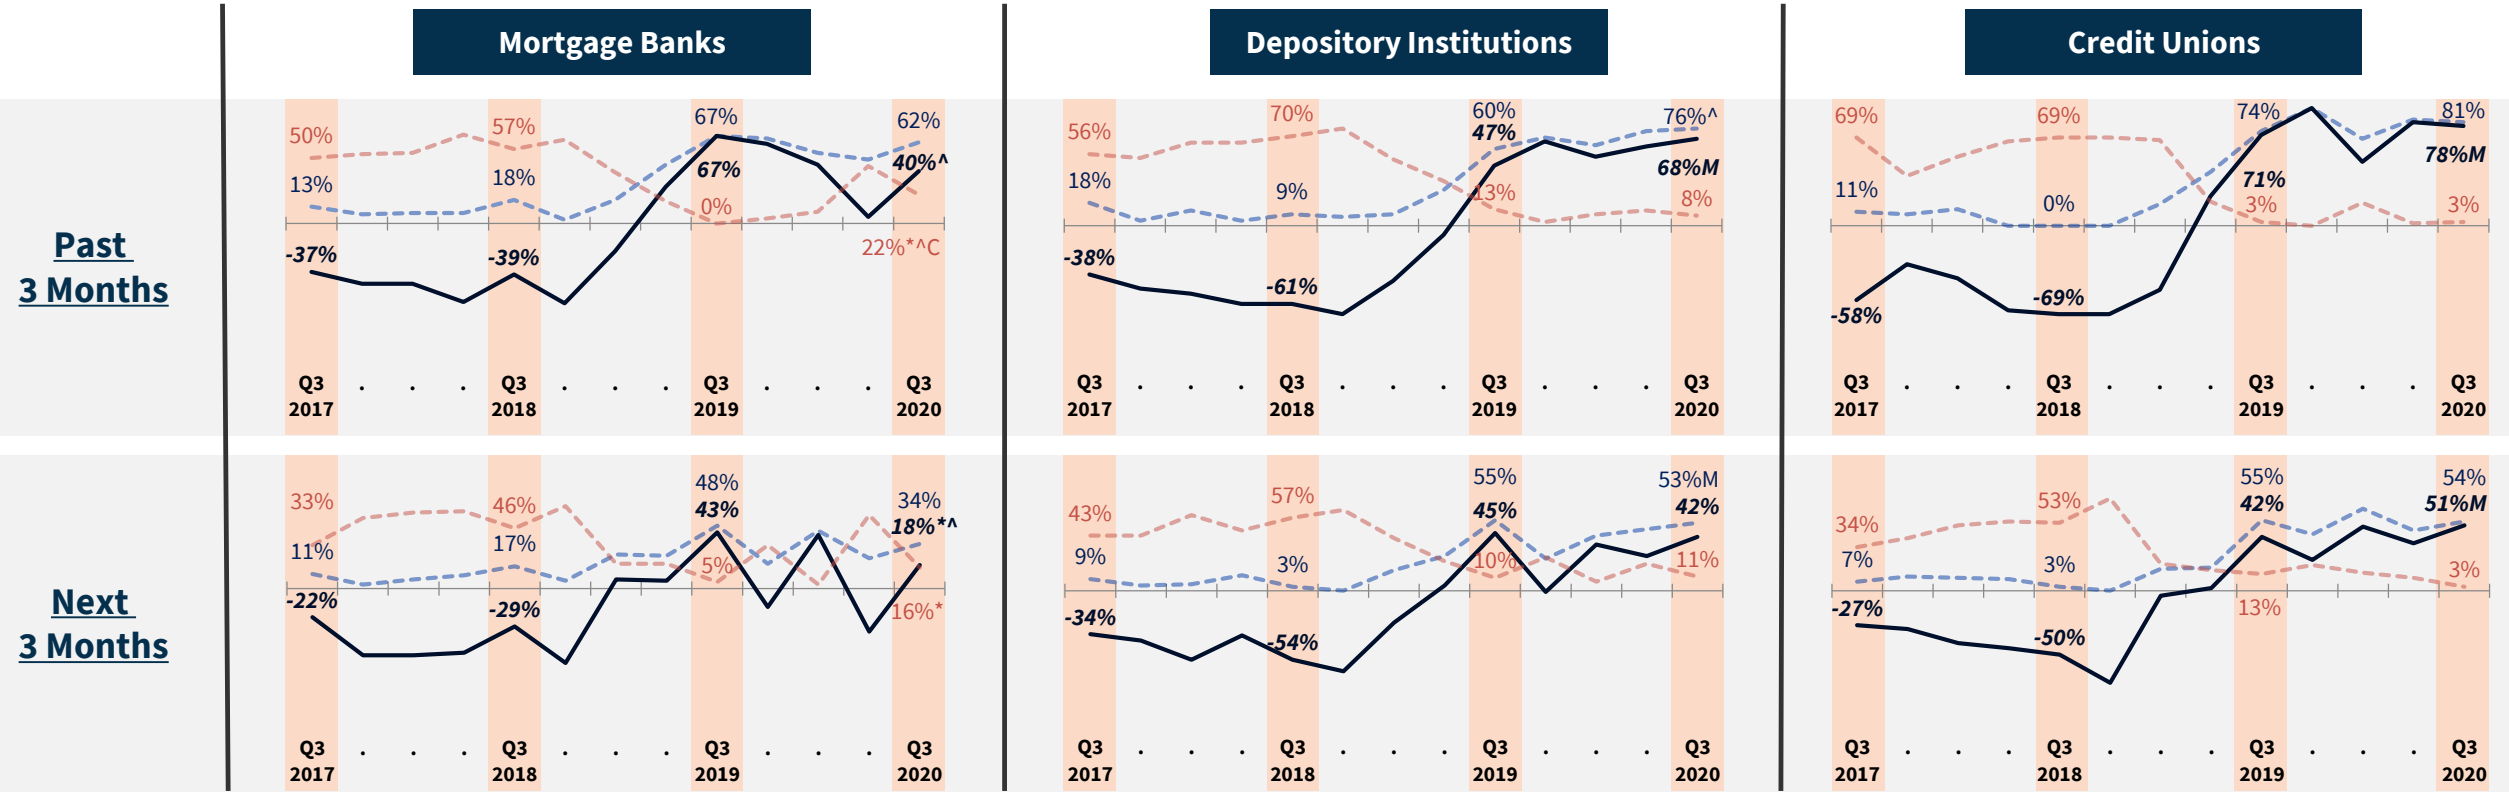 Mortgage Banks
Depository Institutions
Credit Unions
Past
3 Months
50%
57%
67%
62%
13%
18%
67%
40%^
0%
-37%
-39%
22%*^C
Q3 . . . Q3 . . . Q3 . . . Q3
2017 2018 2019 2020
56%
70%
60%
76%^
47%
18%
9%
13%
68%M
8%
-38%
-61%
Q3 . . . Q3 . . . Q3 . . . Q3
2017 2018 2019 2020
69%
69%
74%
81%
11%
0%
71%
78%M
3%
3%
-58%
-69%
Q3 . . . Q3 . . . Q3 . . . Q3
2017 2018 2019 2020
Next
3 Months
33%
46%
48%
34%
43%
18%*^
11%
17%
5%
-22%
-29%
16%*
Q3 . . . Q3 . . . Q3 . . . Q3
2017 2018 2019 2020
43%
57%
55%
53%M
45%
42%
9%
3%
10%
11%
-34%
-54%
Q3 . . . Q3 . . . Q3 . . . Q3
2017 2018 2019 2020
34%
53%
55%
54%
42%
51%M
7%
3%
3%
-27%
-50%
13%
Q3 . . . Q3 . . . Q3 . . . Q3
2017 2018 2019 2020